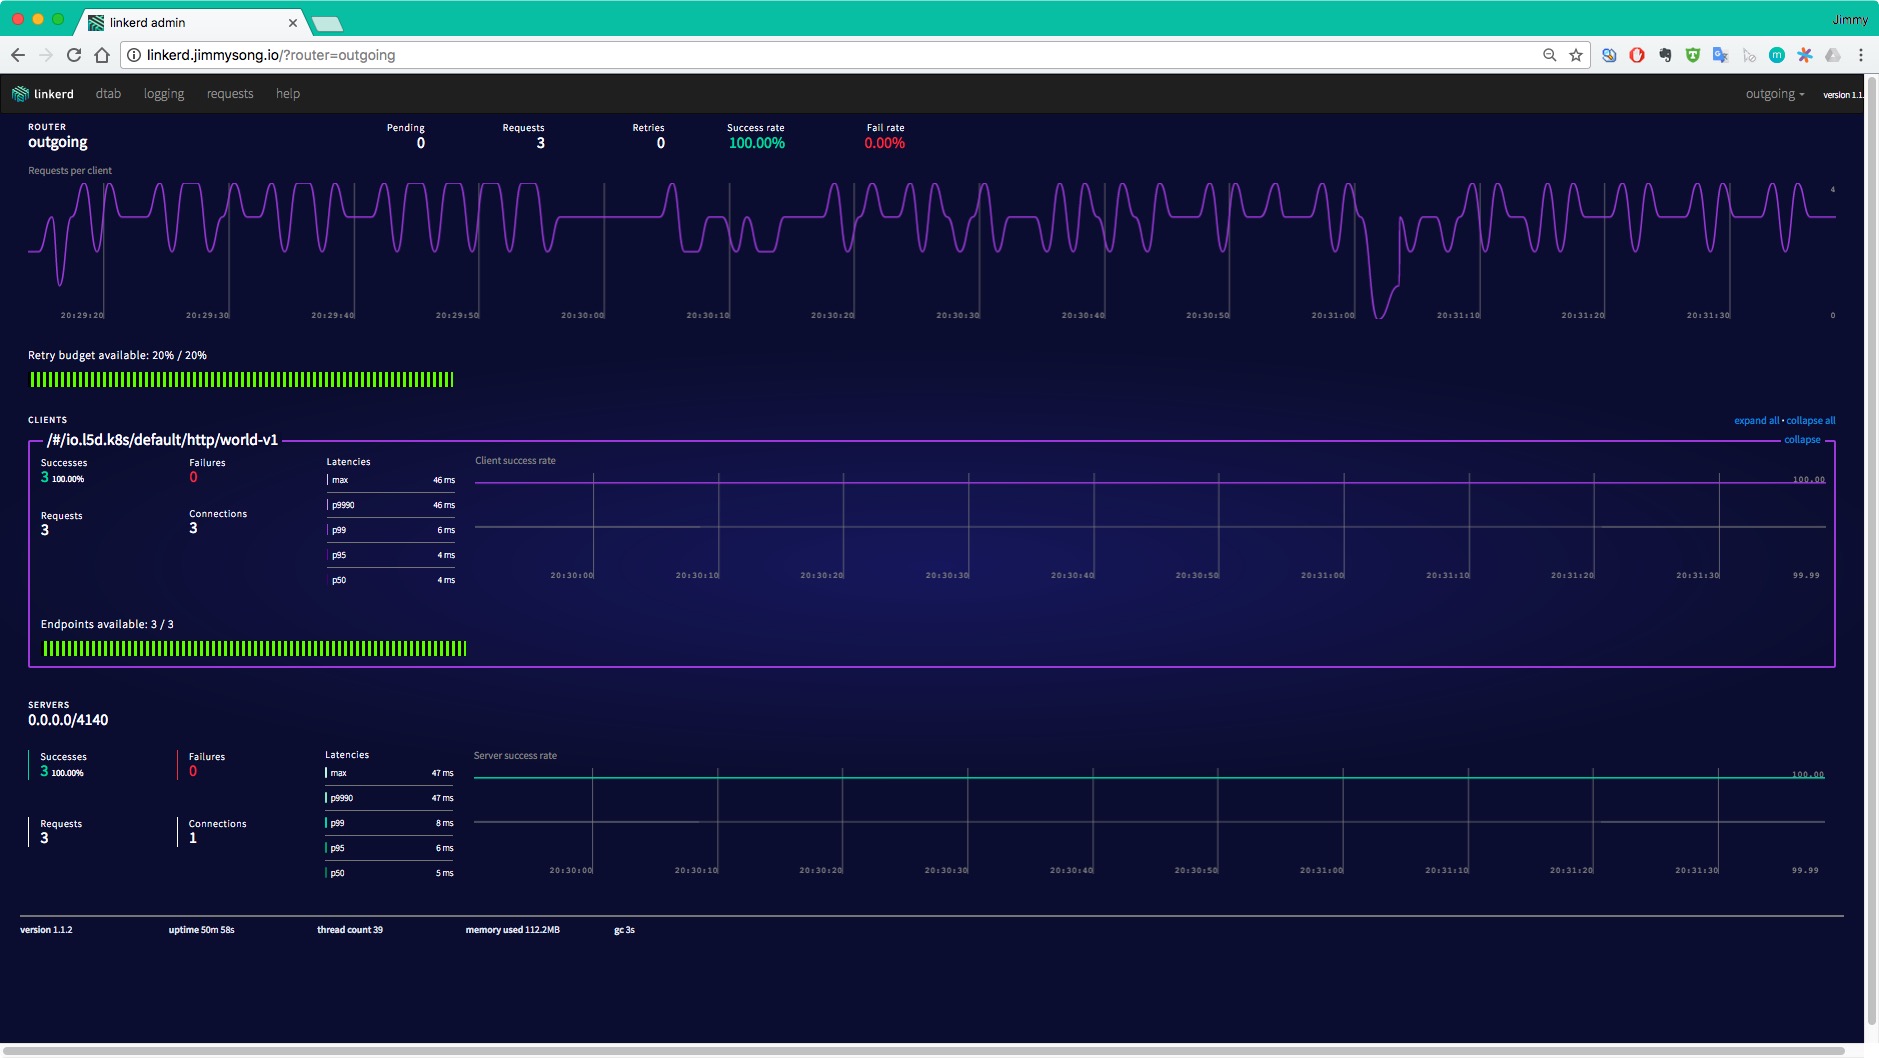 linkerd admin
Jimmy
linkerd.jimmysong.io/?router=outgoing
linkerd dtab logging requests help outgoing version 1.1.
ROUTER
outgoing
Pending Requests Retries Success rate Fail rate
0 3 0 100.00% 0.00%
Requests per client
4
20:29:20 20:29:30 20:29:40 20:29:50 20:30:00 20:30:10 20:30:20 20:30:30 20:30:40 20:30:50 20:31:00 20:31:10 20:31:20 20:31:30 0
Retry budget available: 20% / 20%
CLIENTS
expand all • collapse all
/#/io.l5d.k8s/default/http/world-v1
collapse
Successes Failures Latencies Client success rate
3 100.00% 0
max 46 ms
100.00
p9990 46 ms
Requests Connections
3 3
p99 6 ms
p95 4 ms
p50 4 ms
20:30:00 20:30:10 20:30:20 20:30:30 20:30:40 20:30:50 20:31:00 20:31:10 20:31:20 20:31:30 99.99
Endpoints available: 3 / 3
SERVERS
0.0.0.0/4140
Successes Failures Latencies Server success rate
3 100.00% 0
max 47 ms
100.00
p9990 47 ms
Requests Connections
3 1
p99 8 ms
p95 6 ms
p50 5 ms
20:30:00 20:30:10 20:30:20 20:30:30 20:30:40 20:30:50 20:31:00 20:31:10 20:31:20 20:31:30 99.99
version 1.1.2 uptime 50m 58s thread count 39 memory used 112.2MB gc 3s